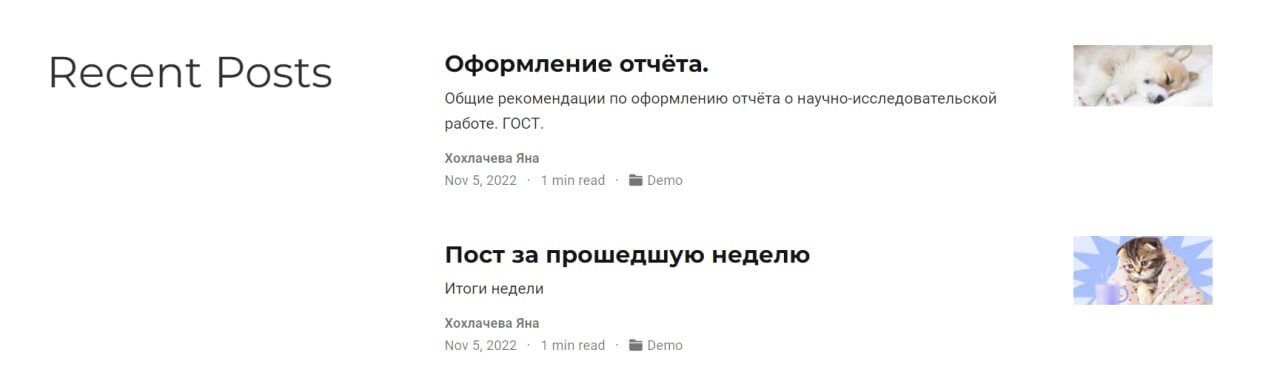 Recent Posts
Оформление отчёта.
Общие рекомендации по оформлению отчёта о научно-исследовательской
работе. ГОСТ.
Хохлачева Яна
Nov 5, 2022 · 1 min read · Demo
Пост за прошедшую неделю
Итоги недели
Хохлачева Яна
Nov 5, 2022 · 1 min read · Demo